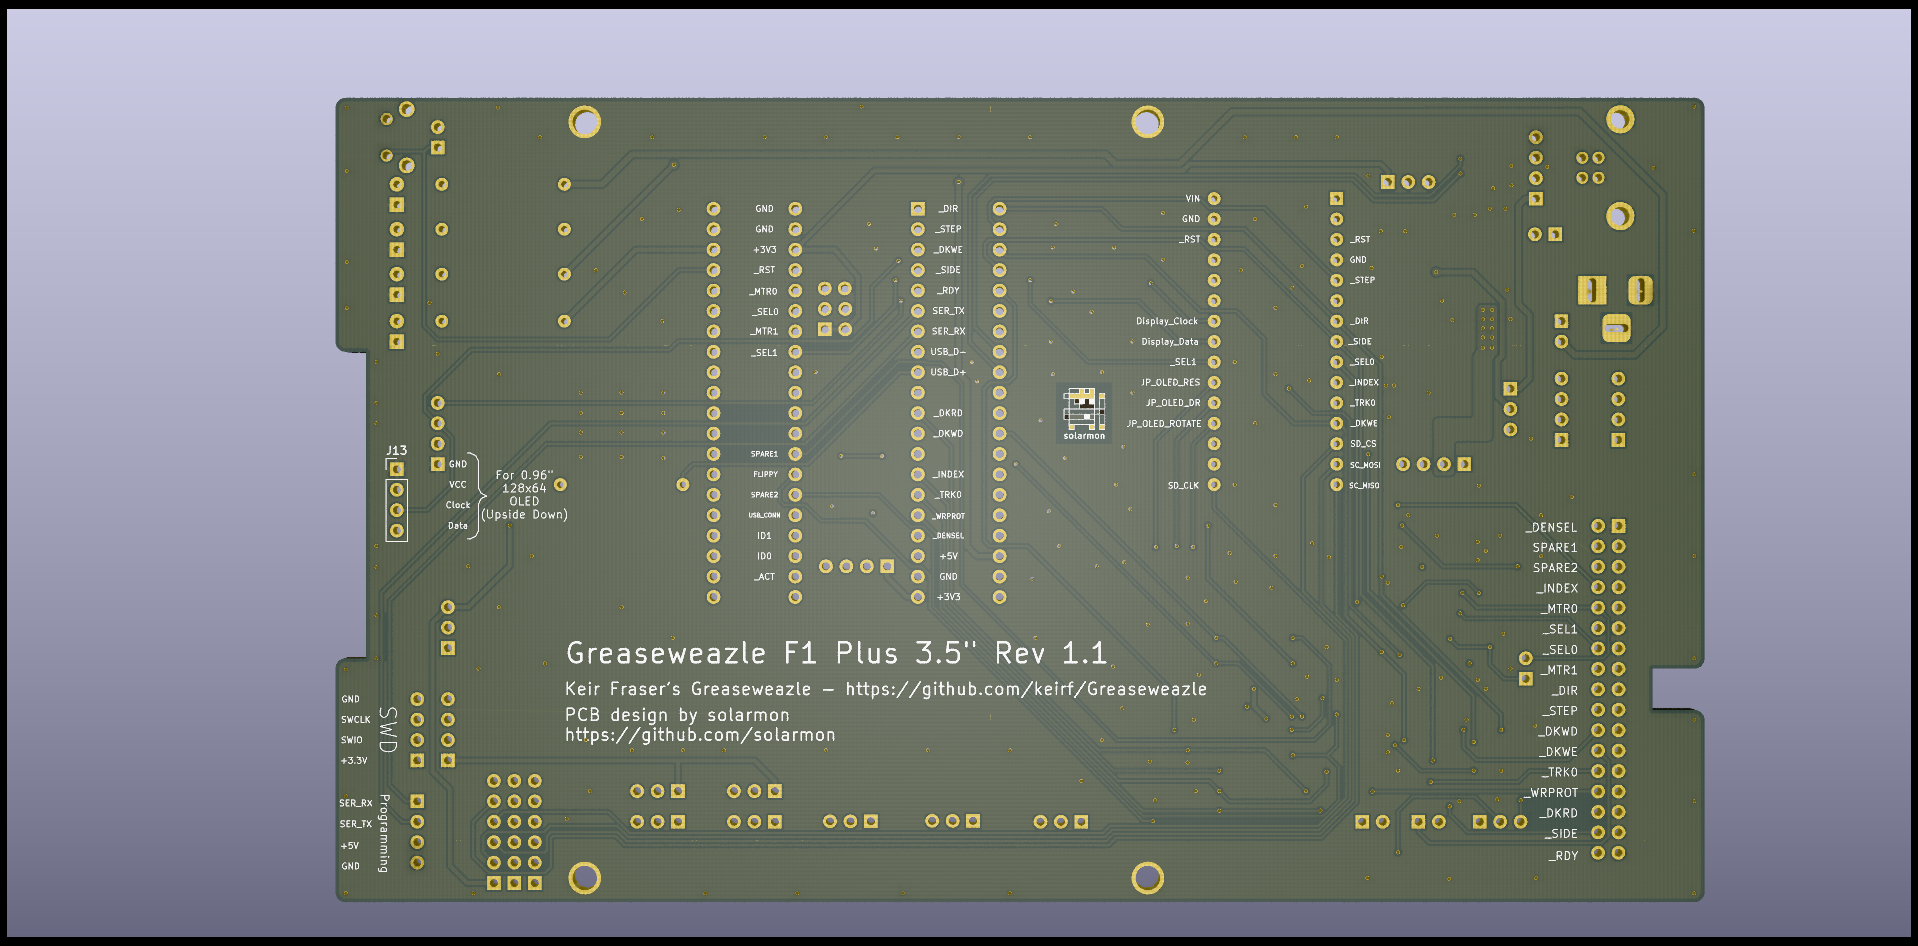 GND
GND
+3V3
_RST
_MTR0
_SEL0
_MTR1
_SEL1
SPARE1
FLIPPY
SPARE2
USB_CONN
ID1
ID0
_ACT
_DIR
_STEP
_DKWE
_SIDE
_RDY
SER_TX
SER_RX
USB_D-
USB_D+
_DKRD
_DKWD
_INDEX
_TRK0
_WRPROT
_DENSEL
+5V
GND
+3V3
solarmon
VIN
GND
_RST
Display_Clock
Display_Data
_SEL1
JP_OLED_RES
JP_OLED_DR
JP_OLED_ROTATE
SD_CLK
_RST
GND
_STEP
_DIR
_SIDE
_SEL0
_INDEX
_TRK0
_DKWE
SD_CS
SC_MOSI
SC_MISO
J13
GND
VCC
Clock
Data
For 0.96"
128x64
OLED
(Upside Down)
_DENSEL
SPARE1
SPARE2
_INDEX
_MTR0
_SEL1
_SEL0
_MTR1
_DIR
_STEP
_DKWD
_DKWE
_TRK0
_WRPROT
_DKRD
_SIDE
_RDY
Greaseweazle F1 Plus 3.5" Rev 1.1
Keir Fraser's Greaseweazle - https://github.com/keirf/Greaseweazle
PCB design by solarmon
https://github.com/solarmon
GND
SWCLK
SWIO
+3.3V
SWD
SER_RX
SER_TX
+5V
GND
Programming